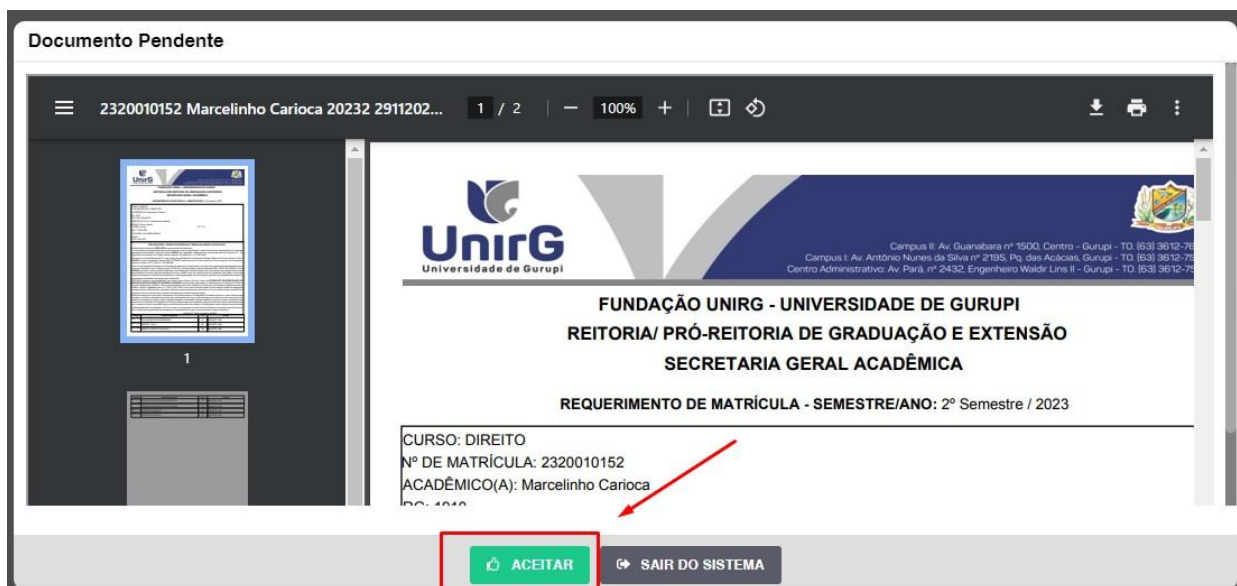 Documento Pendente
2320010152 Marcelinho Carioca 20232 2911202... 1 / 2 100%
1
UnirG
Universidade de Gurupi
Campus II: Av. Guanabara nº 1500, Centro - Gurupi - TO. (63) 3612-76
Campus I: Av. Antônio Nunes da Silva nº 2195, Pq. das Acácias, Gurupi - TO. (63) 3612-75
Centro Administrativo: Av. Pará, nº 2432, Engenheiro Waldir Lins II - Gurupi - TO. (63) 3612-75
FUNDAÇÃO UNIRG - UNIVERSIDADE DE GURUPI
REITORIA/ PRÓ-REITORIA DE GRADUAÇÃO E EXTENSÃO
SECRETARIA GERAL ACADÊMICA
REQUERIMENTO DE MATRÍCULA - SEMESTRE/ANO: 2º Semestre / 2023
CURSO: DIREITO
Nº DE MATRÍCULA: 2320010152
ACADÊMICO(A): Marcelinho Carioca
ACEITAR
SAIR DO SISTEMA